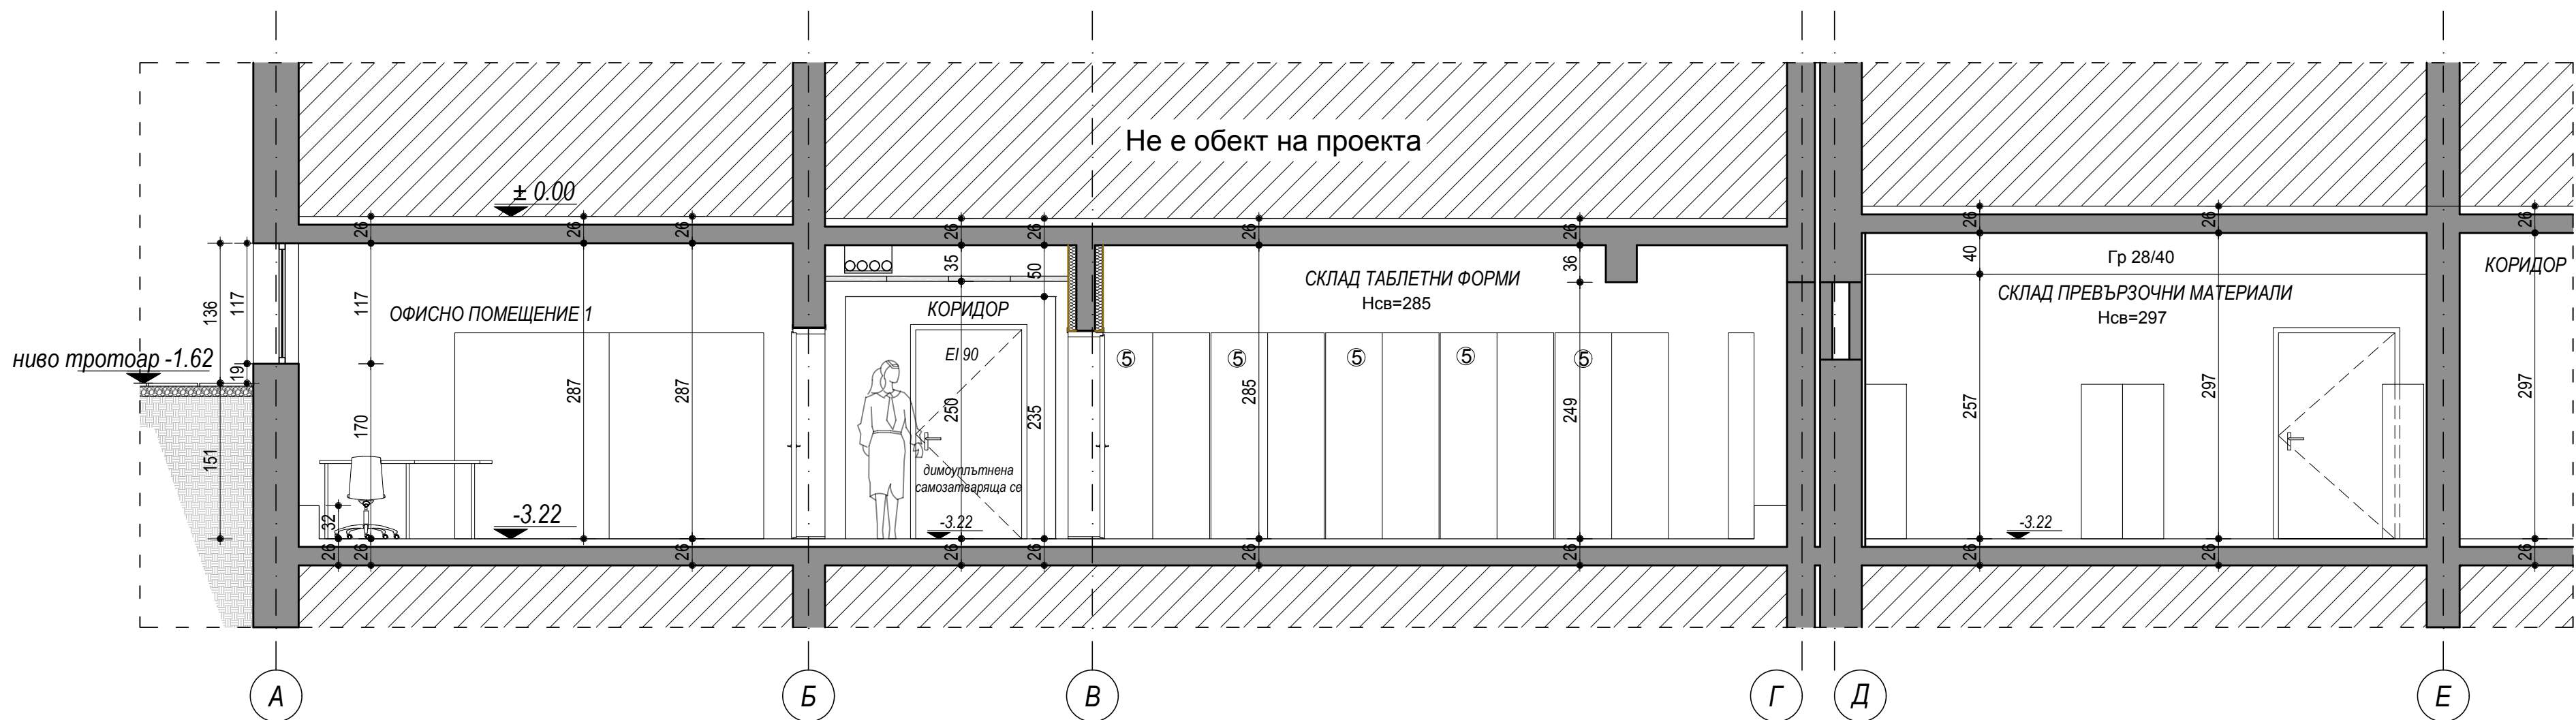 Не е обект на проекта
± 0.00
26 26 26 26 26 26 26 26 26 26
136 117 117 35 50 36 40
Гр 28/40
КОРИДОР
СКЛАД ТАБЛЕТНИ ФОРМИ
Нсв=285
СКЛАД ПРЕВЪРЗОЧНИ МАТЕРИАЛИ
Нсв=297
ОФИСНО ПОМЕЩЕНИЕ 1
КОРИДОР
ниво тротоар -1.62
19
EI 90
5 5 5 5 5
151 170 287 287 250 235 285 249 257 297 297
димоуплътнена
самозатваряща се
32
-3.22
-3.22
-3.22
26 26 26 26 26 26 26 26 26 26
А Б В Г Д Е